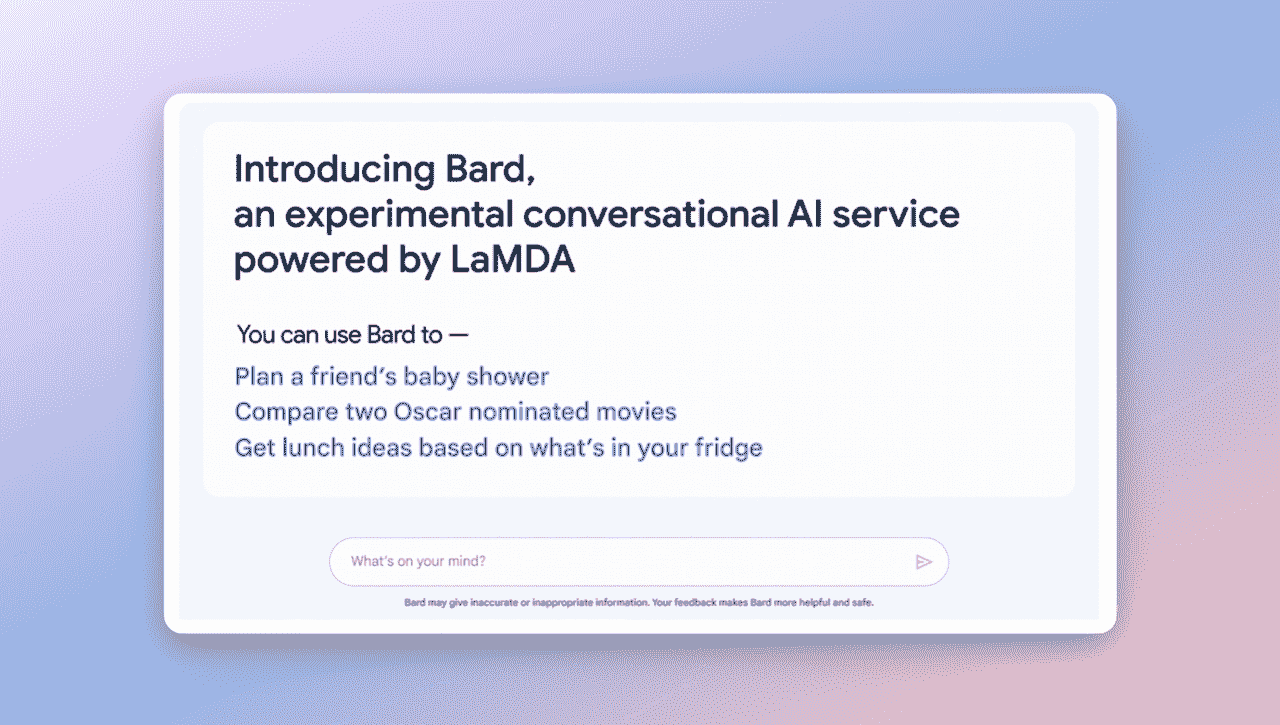 Introducing Bard,
an experimental conversational AI service
powered by LaMDA
You can use Bard to —
Plan a friend’s baby shower
Compare two Oscar nominated movies
Get lunch ideas based on what’s in your fridge
What’s on your mind?
Bard may give inaccurate or inappropriate information. Your feedback makes Bard more helpful and safe.